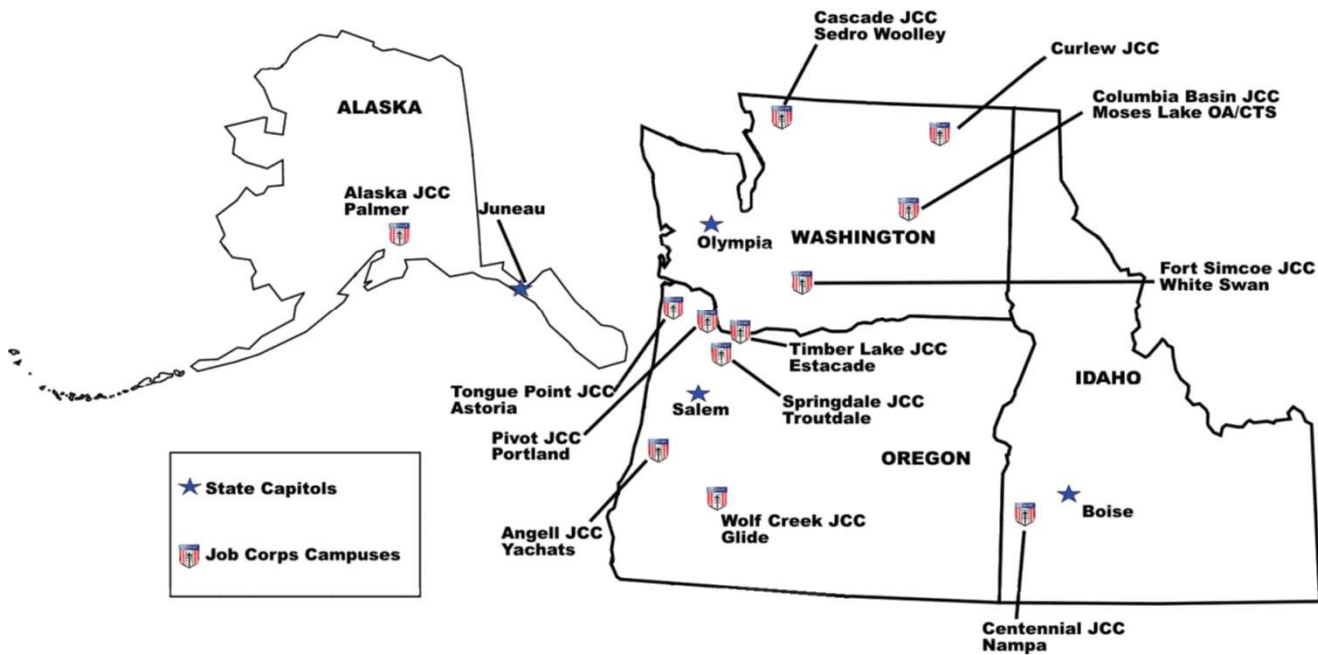 Cascade JCC
Sedro Woolley
Curlew JCC
Columbia Basin JCC
Moses Lake OA/CTS
ALASKA
Alaska JCC
Palmer
Juneau
Olympia
WASHINGTON
Fort Simcoe JCC
White Swan
Timber Lake JCC
Estacade
IDAHO
Tongue Point JCC
Astoria
Salem
Springdale JCC
Troutdale
Pivot JCC
Portland
OREGON
State Capitols
Boise
Angell JCC
Yachats
Wolf Creek JCC
Glide
Job Corps Campuses
Centennial JCC
Nampa